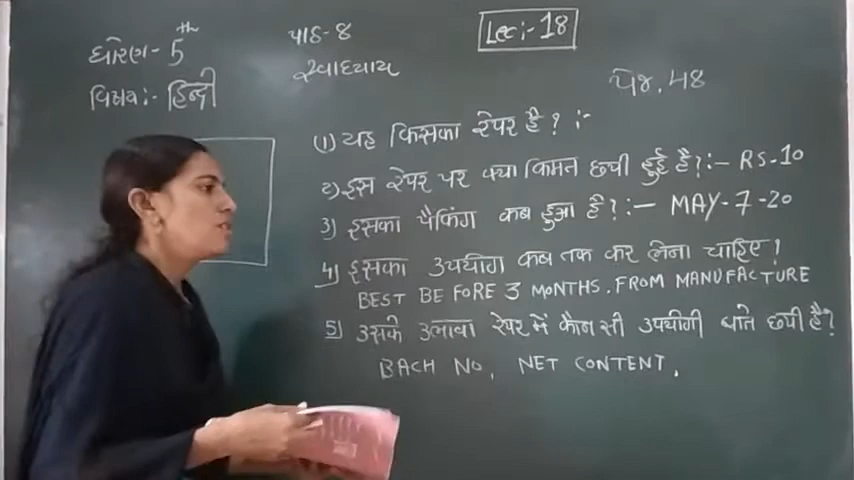 धोरण- 5th
पाठ-8
Lec:-18
विषय:- हिन्दी
स्वाध्याय
पेज. 48
(1) यह किसका रेपर है? :-
2) इस रेपर पर क्या किमत छपी हुई है? :- RS-10
3) इसका पैकिंग कब हुआ है? :- MAY-7-20
4) इसका उपयोग कब तक कर लेना चाहिए!
BEST BE FORE 3 MONTHS. FROM MANUFACTURE
5) उसके उलावा रेपर में कौन सी उपयोगी बाते छपी है?
BACH NO, NET CONTENT.